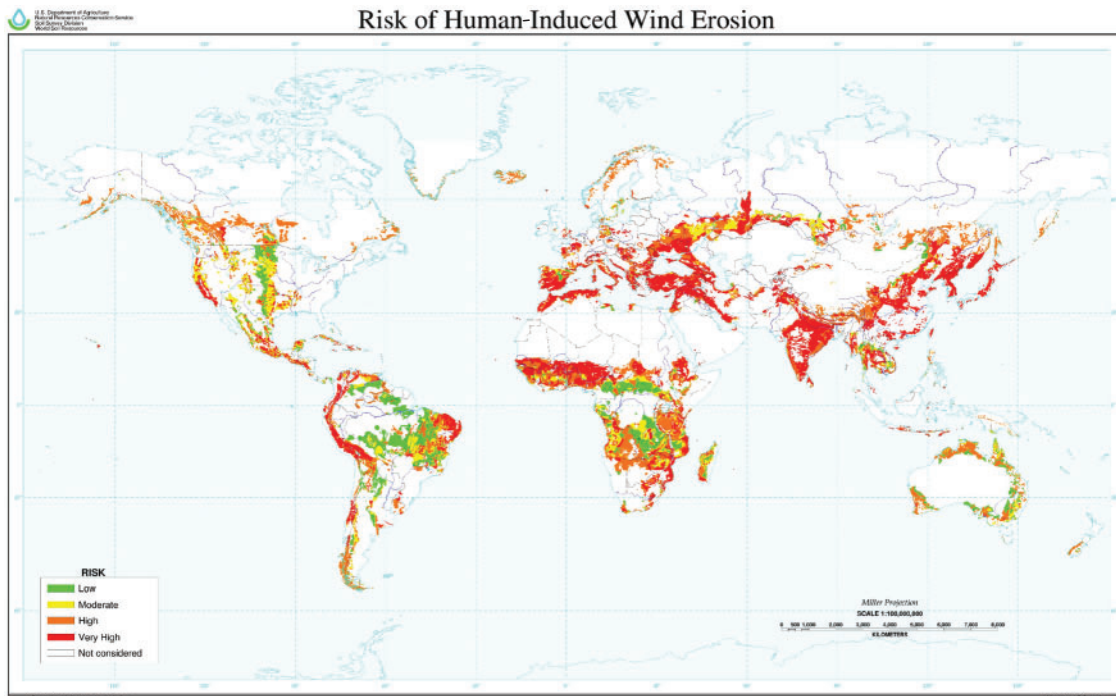 U.S. Department of Agriculture
Natural Resources Conservation Service
Soil Survey Division
World Soil Resources
Risk of Human-Induced Wind Erosion
RISK
Low
Moderate
High
Very High
Not considered
Miller Projection
SCALE 1:100,000,000
0 500 1,000 2,000 3,000 4,000 5,000 6,000 7,000 8,000
KILOMETERS